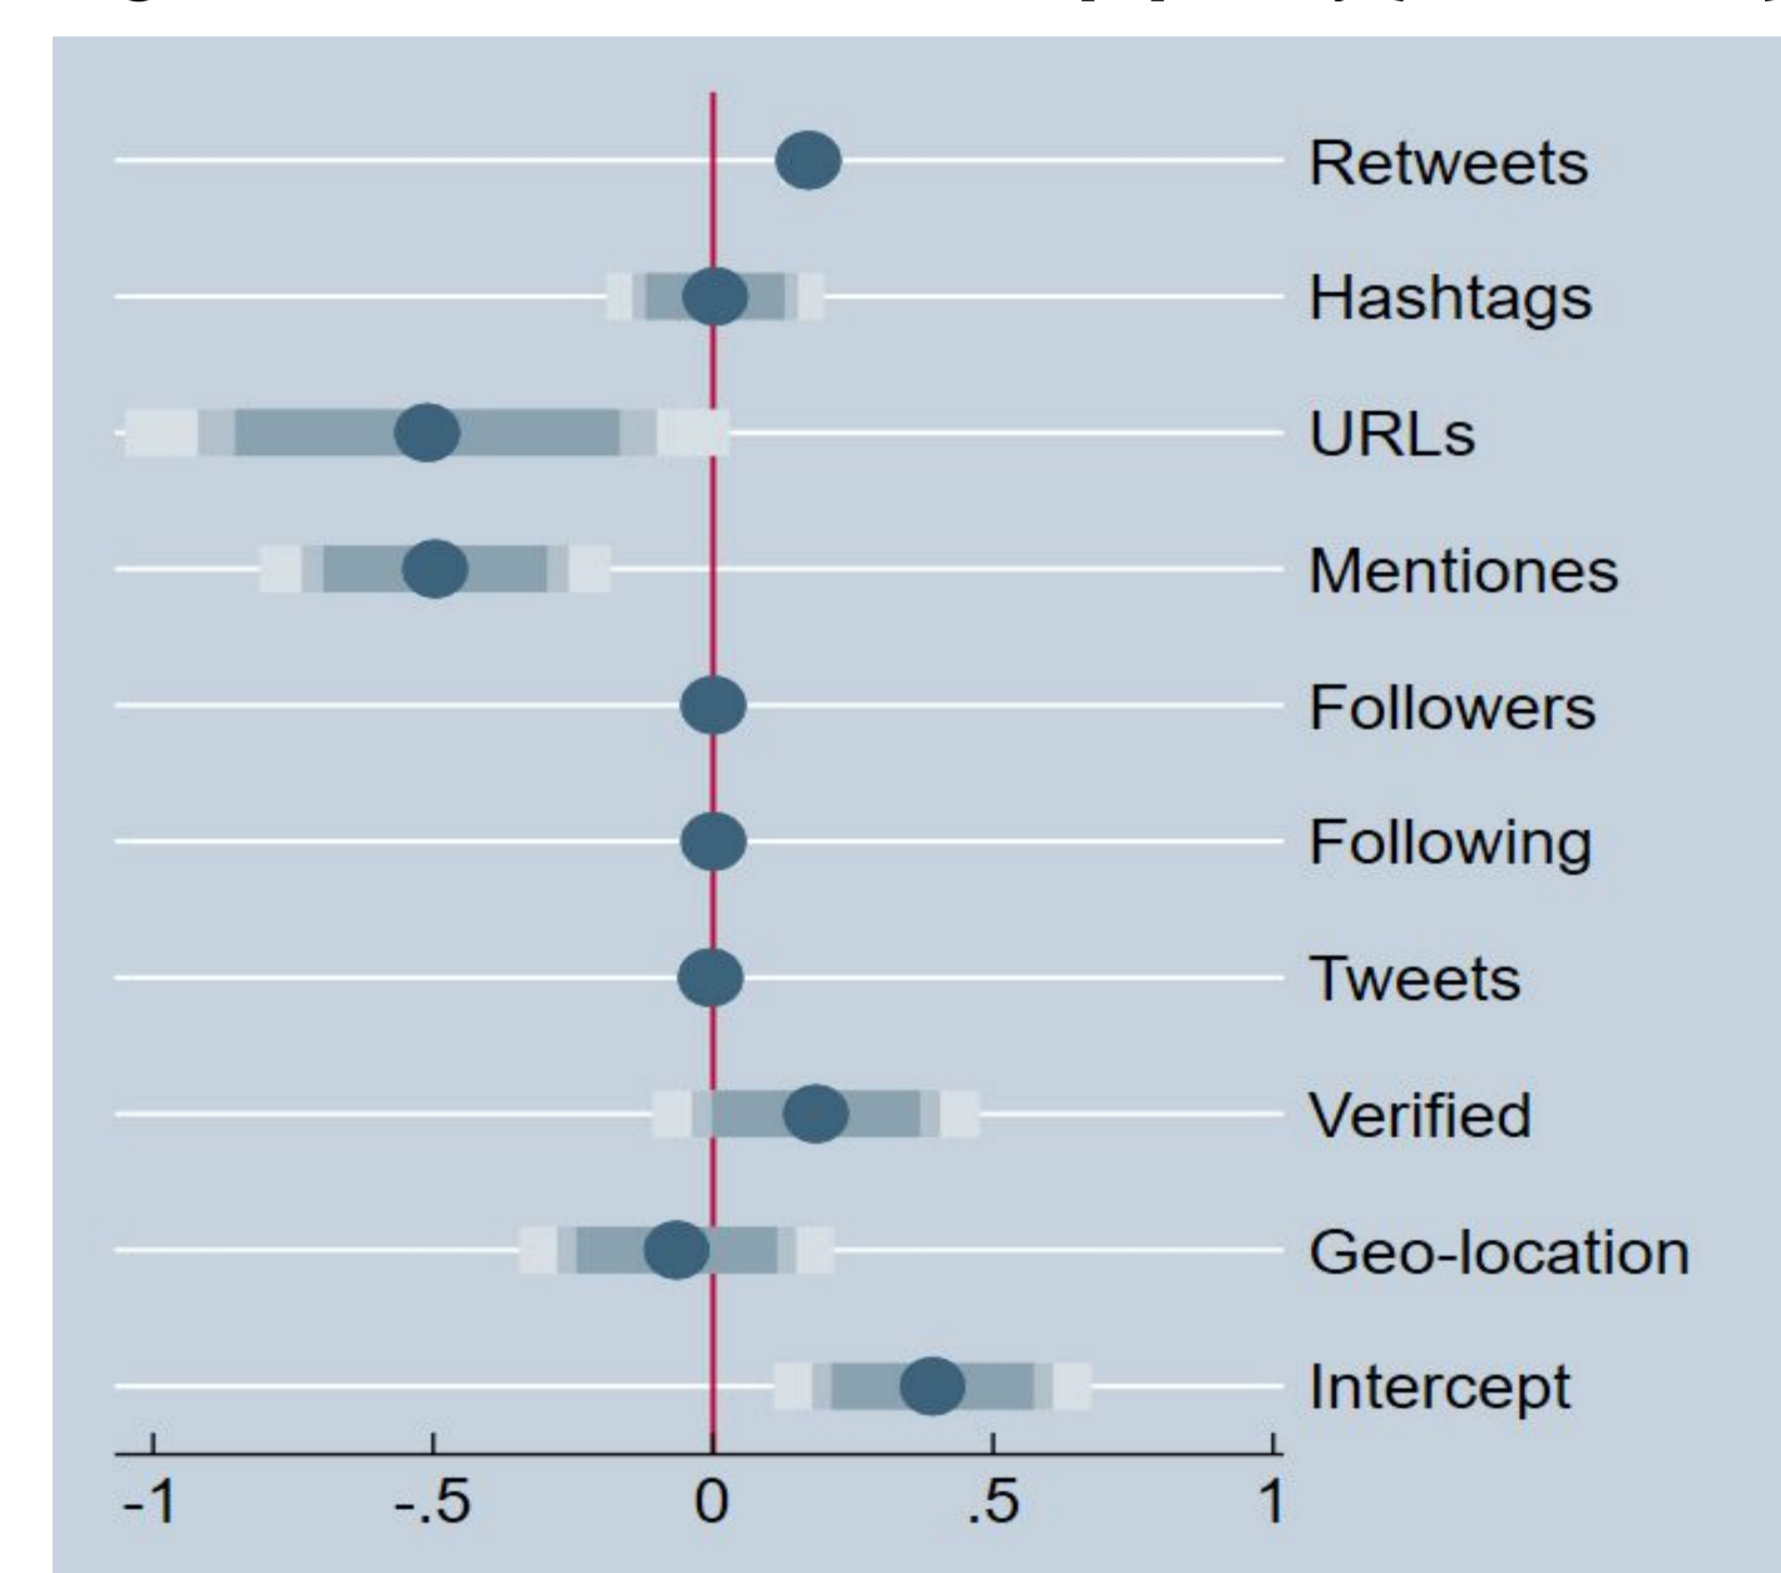 Retweets
Hashtags
URLs
Mentiones
Followers
Following
Tweets
Verified
Geo-location
Intercept
-1 -.5 0 .5 1